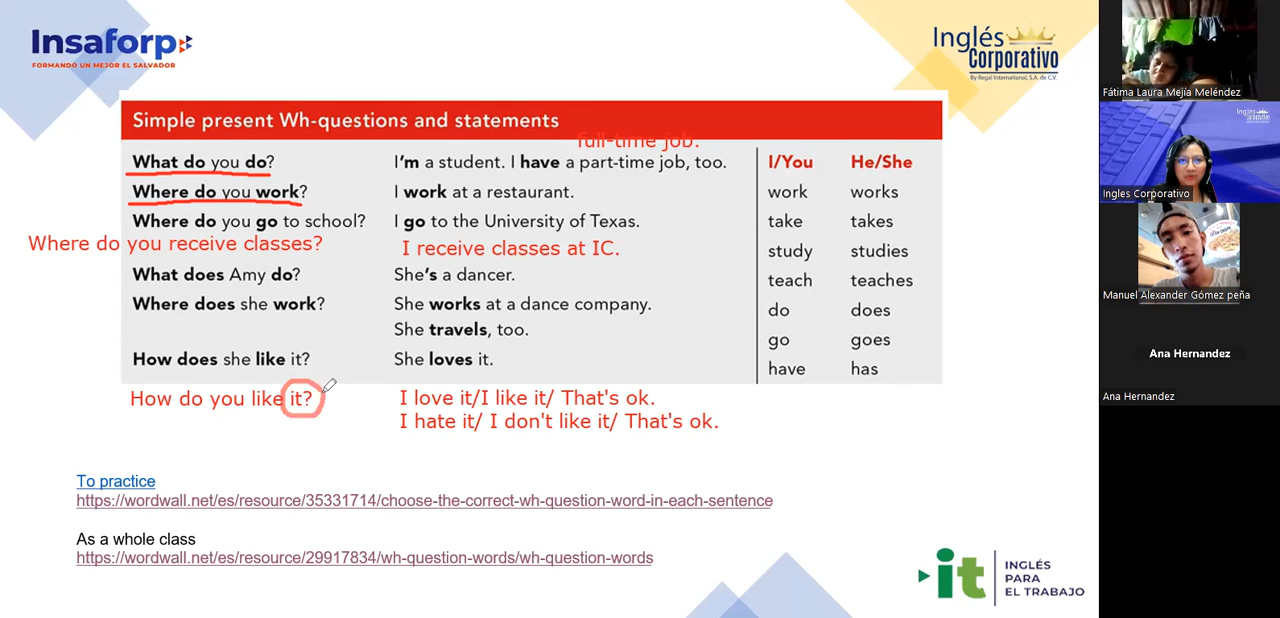 Insaforp
FORMANDO UN MEJOR EL SALVADOR
Inglés
Corporativo
By Regal International, S.A. de C.V.
Simple present Wh-questions and statements
full-time job.
What do you do? I'm a student. I have a part-time job, too. I/You He/She
Where do you work? I work at a restaurant. work works
Where do you go to school? I go to the University of Texas. take takes
Where do you receive classes? I receive classes at IC. study studies
What does Amy do? She's a dancer. teach teaches
Where does she work? She works at a dance company. do does
She travels, too. go goes
How does she like it? She loves it. have has
How do you like it? I love it/I like it/ That's ok.
I hate it/ I don't like it/ That's ok.
To practice
https://wordwall.net/es/resource/35331714/choose-the-correct-wh-question-word-in-each-sentence
As a whole class
https://wordwall.net/es/resource/29917834/wh-question-words/wh-question-words
it
INGLÉS
PARA
EL TRABAJO
Fátima Laura Mejía Meléndez
Inglés
Corporativo
Ingles Corporativo
Manuel Alexander Gómez peña
Ana Hernandez
Ana Hernandez